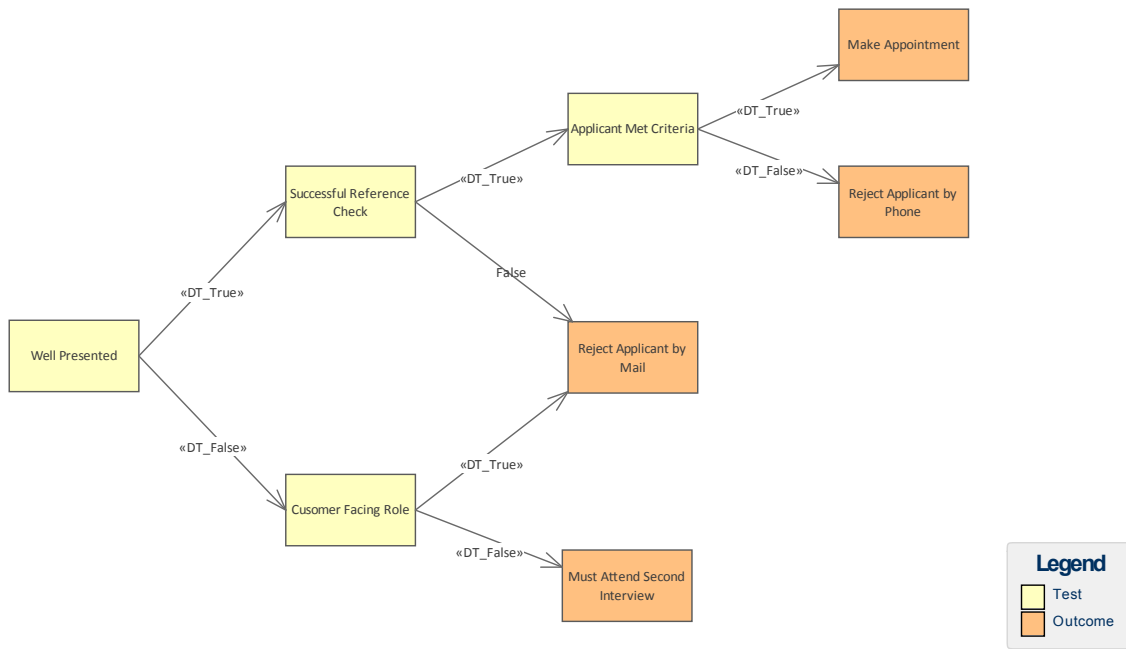 Make Appointment
«DT_True»
Applicant Met Criteria
«DT_False»
Reject Applicant by
Phone
«DT_True»
Successful Reference
Check
False
«DT_True»
Well Presented
Reject Applicant by
Mail
«DT_False»
«DT_True»
Cusomer Facing Role
«DT_False»
Must Attend Second
Interview
Legend
Test
Outcome